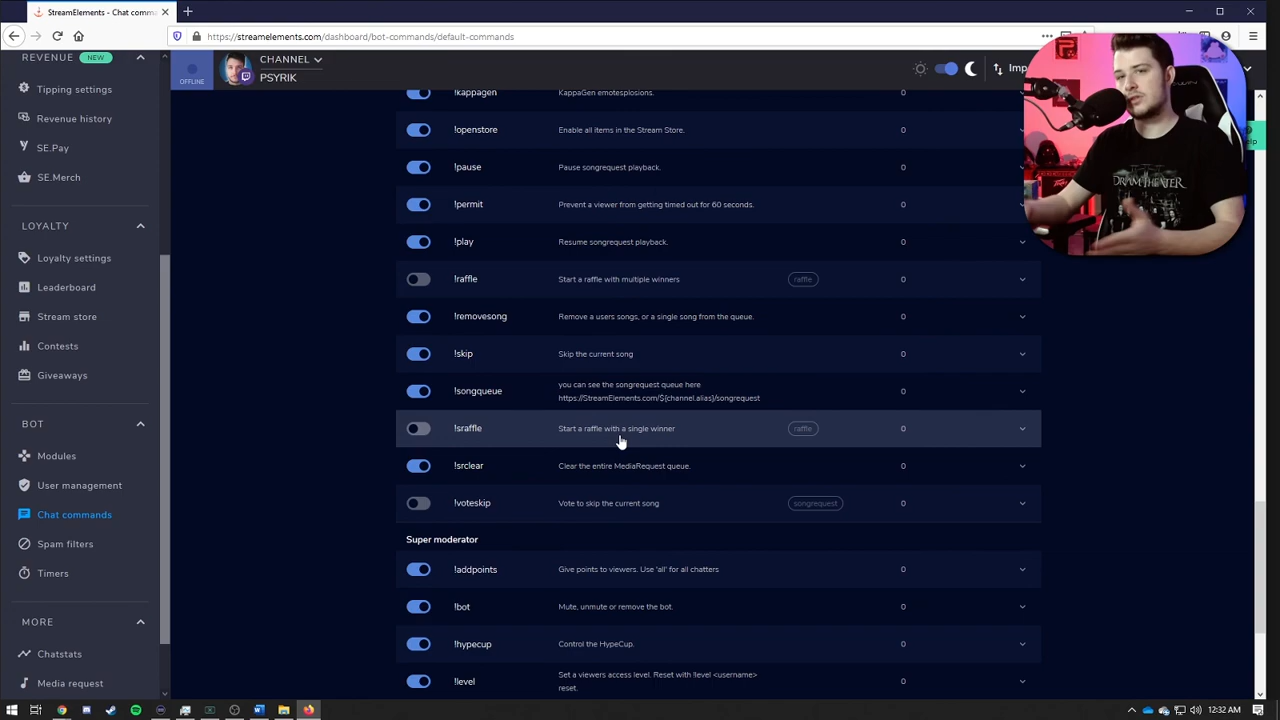 StreamElements - Chat comma
https://streamelements.com/dashboard/bot-commands/default-commands
REVENUE NEW
Tipping settings
Revenue history
SE.Pay
SE.Merch
LOYALTY
Loyalty settings
Leaderboard
Stream store
Contests
Giveaways
BOT
Modules
User management
Chat commands
Spam filters
Timers
MORE
Chatstats
Media request
OFFLINE
CHANNEL
PSYRIK
Imp
elp
DREAM THEATER
!kappagen KappaGen emotesplosions. 0
!openstore Enable all items in the Stream Store. 0
!pause Pause songrequest playback. 0
!permit Prevent a viewer from getting timed out for 60 seconds. 0
!play Resume songrequest playback. 0
!raffle Start a raffle with multiple winners raffle 0
!removesong Remove a users songs, or a single song from the queue. 0
!skip Skip the current song 0
!songqueue you can see the songrequest queue here 0
https://StreamElements.com/${channel.alias}/songrequest
!sraffle Start a raffle with a single winner raffle 0
!srclear Clear the entire MediaRequest queue. 0
!voteskip Vote to skip the current song songrequest 0
Super moderator
!addpoints Give points to viewers. Use 'all' for all chatters 0
!bot Mute, unmute or remove the bot. 0
!hypecup Control the HypeCup. 0
!level Set a viewers access level. Reset with !level <username> 0
reset.
12:32 AM